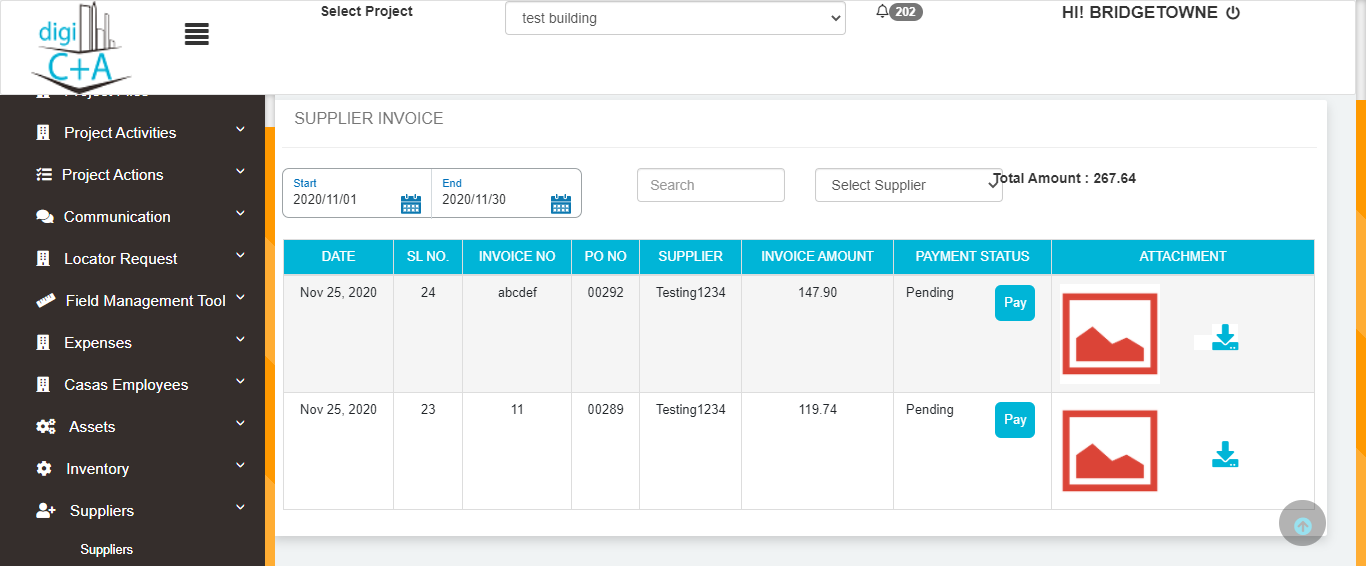 digi
C+A
Select Project
test building
202
HI! BRIDGETOWNE
Project Activities
Project Actions
Communication
Locator Request
Field Management Tool
Expenses
Casas Employees
Assets
Inventory
Suppliers
Suppliers
SUPPLIER INVOICE
Start
2020/11/01
End
2020/11/30
Search
Select Supplier
Total Amount : 267.64
DATE SL NO. INVOICE NO PO NO SUPPLIER INVOICE AMOUNT PAYMENT STATUS ATTACHMENT
Nov 25, 2020 24 abcdef 00292 Testing1234 147.90 Pending Pay
Nov 25, 2020 23 11 00289 Testing1234 119.74 Pending Pay